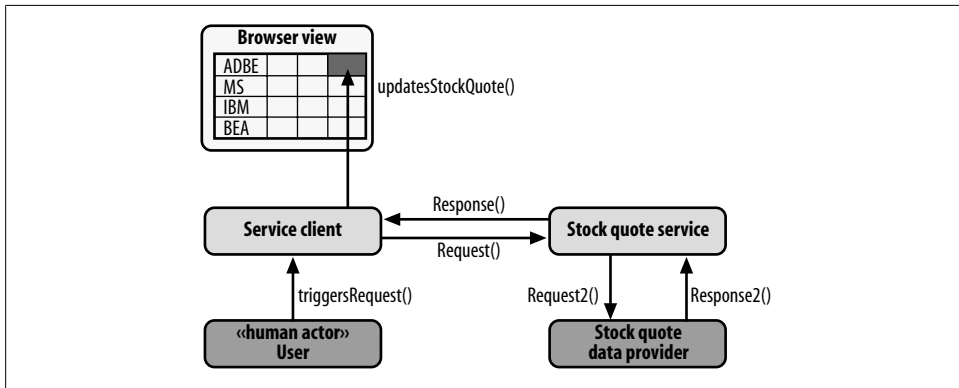 Browser view
ADBE
MS
IBM
BEA
updatesStockQuote()
Response()
Service client
Stock quote service
Request()
triggersRequest()
Request2()
Response2()
«human actor»
User
Stock quote
data provider